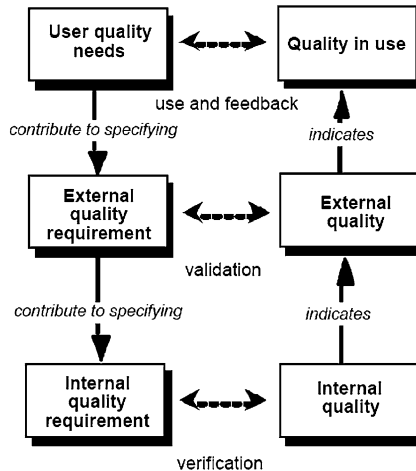 User quality
needs
Quality in use
use and feedback
contribute to specifying
indicates
External
quality
requirement
External
quality
validation
contribute to specifying
indicates
Internal
quality
requirement
Internal
quality
verification